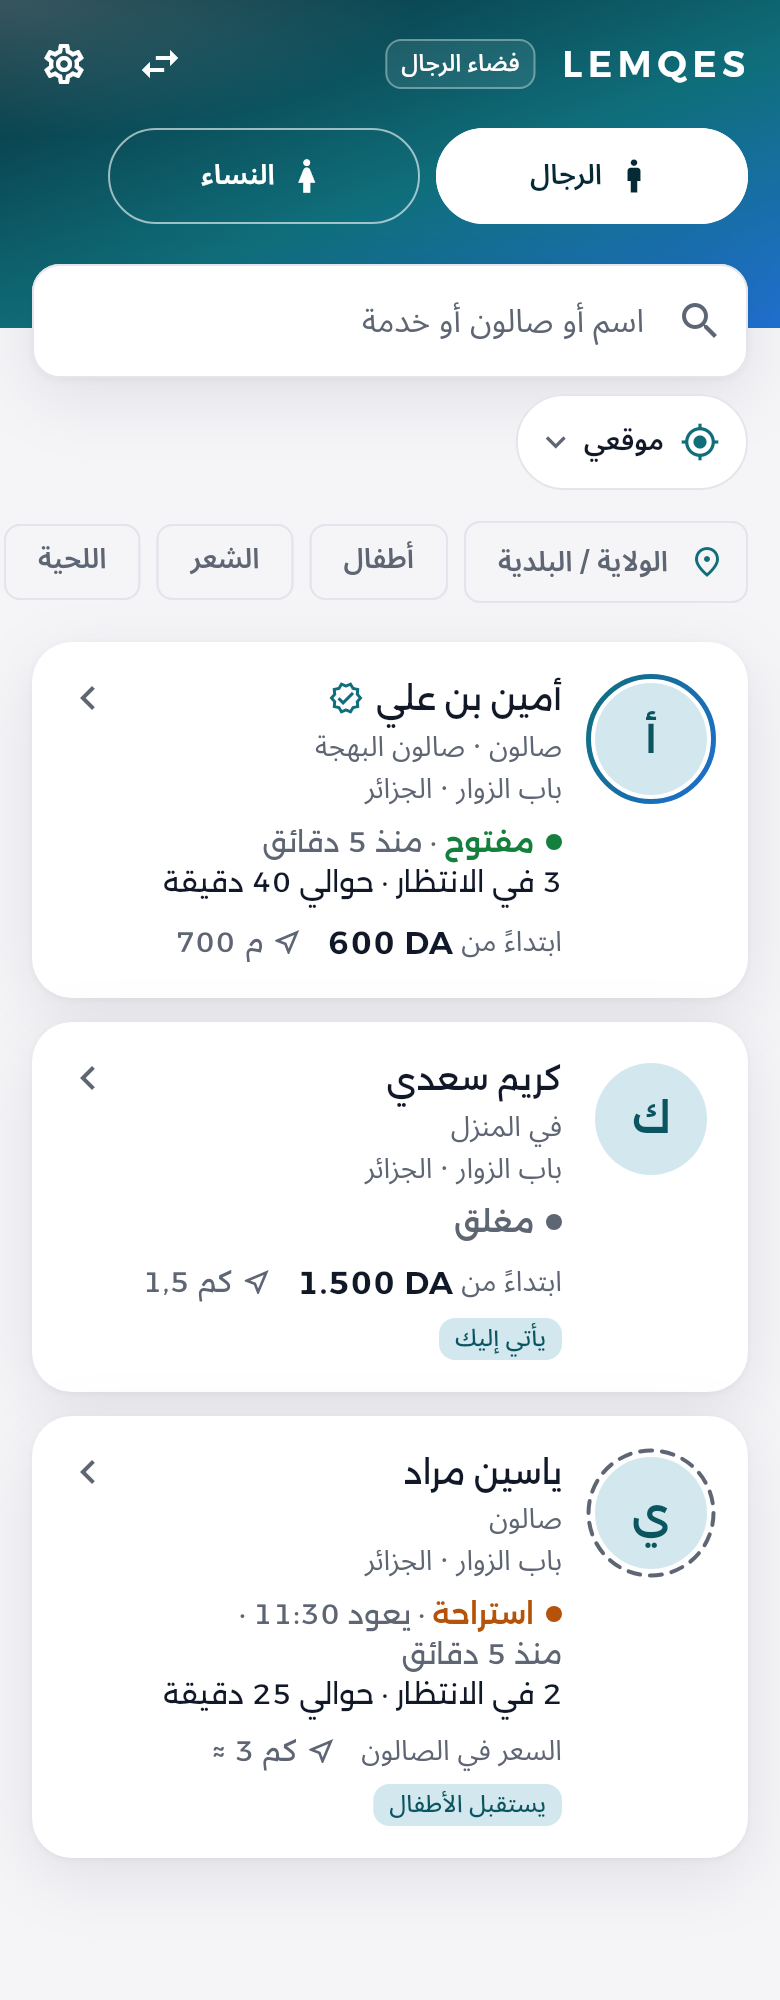 LEMQES فضاء الرجال
الرجال النساء
اسم أو صالون أو خدمة
موقعي
الولاية / البلدية أطفال الشعر اللحية
أ
أمين بن علي
صالون · صالون البهجة
باب الزوار · الجزائر
مفتوح · منذ 5 دقائق
3 في الانتظار · حوالي 40 دقيقة
ابتداءً من 600 DA 700 م
ك
كريم سعدي
في المنزل
باب الزوار · الجزائر
مغلق
ابتداءً من 1.500 DA 1,5 كم
يأتي إليك
ي
ياسين مراد
صالون
باب الزوار · الجزائر
استراحة · يعود 11:30 ·
منذ 5 دقائق
2 في الانتظار · حوالي 25 دقيقة
السعر في الصالون ≈ 3 كم
يستقبل الأطفال